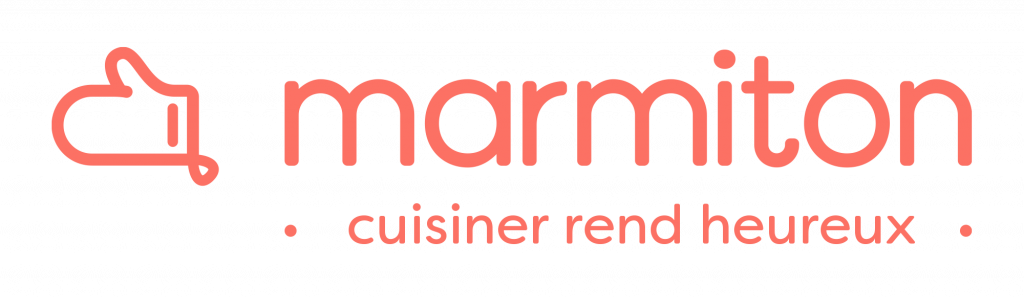 marmiton
• cuisiner rend heureux •